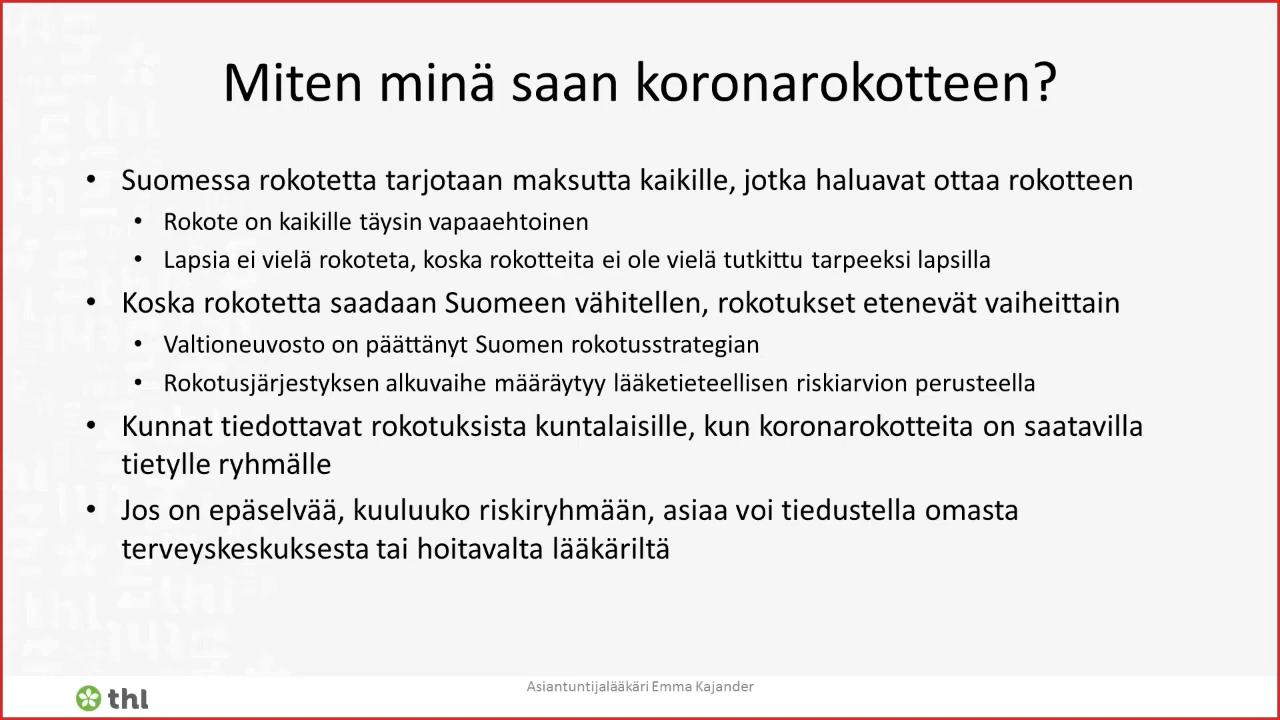 Miten minä saan koronarokotteen?
• Suomessa rokotetta tarjotaan maksutta kaikille, jotka haluavat ottaa rokotteen
• Rokote on kaikille täysin vapaaehtoinen
• Lapsia ei vielä rokoteta, koska rokotteita ei ole vielä tutkittu tarpeeksi lapsilla
• Koska rokotetta saadaan Suomeen vähitellen, rokotukset etenevät vaiheittain
• Valtioneuvosto on päättänyt Suomen rokotusstrategian
• Rokotusjärjestyksen alkuvaihe määräytyy lääketieteellisen riskiarvion perusteella
• Kunnat tiedottavat rokotuksista kuntalaisille, kun koronarokotteita on saatavilla
tietylle ryhmälle
• Jos on epäselvää, kuuluuko riskiryhmään, asiaa voi tiedustella omasta
terveyskeskuksesta tai hoitavalta lääkäriltä
Asiantuntijalääkäri Emma Kajander
thl